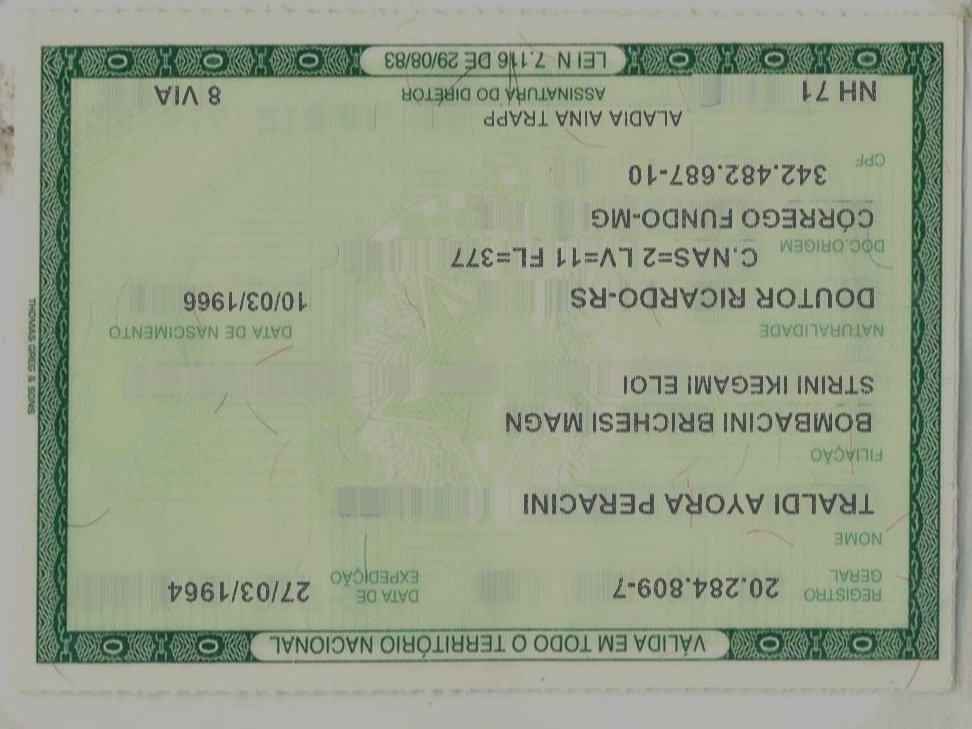 VÁLIDA EM TODO O TERRITÓRIO NACIONAL
REGISTRO GERAL 20.284.809-7 DATA DE EXPEDIÇÃO 27/03/1964
NOME
TRALDI AYORA PERACINI
FILIAÇÃO
BOMBACINI BRICHESI MAGN
STRINI IKEGAMI ELOI
NATURALIDADE DATA DE NASCIMENTO
DOUTOR RICARDO-RS 10/03/1966
DOC.ORIGEM C.NAS=2 LV=11 FL=377
CÓRREGO FUNDO-MG
CPF 342.482.687-10
ALADIA AINA TRAPP
NH 71 ASSINATURA DO DIRETOR 8 VIA
LEI N 7.116 DE 29/08/83
THOMAS GREG & SONS